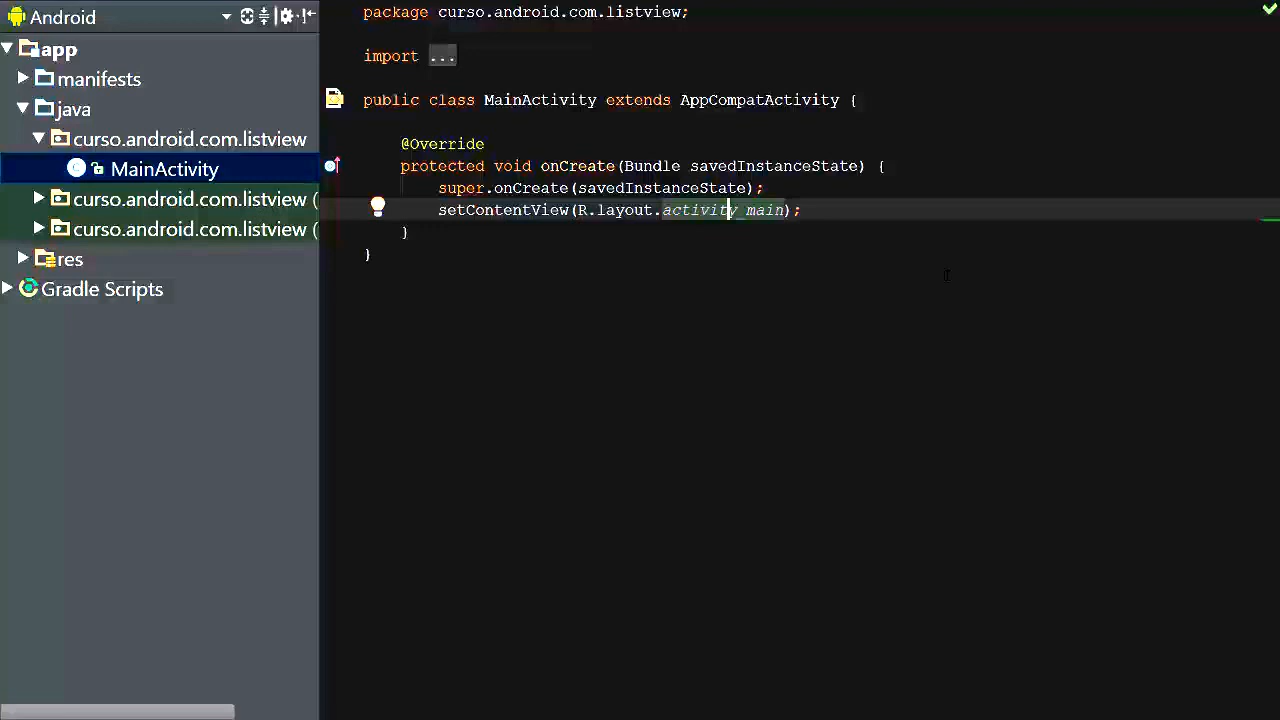 Android
app
manifests
java
curso.android.com.listview
MainActivity
curso.android.com.listview (
curso.android.com.listview (
res
Gradle Scripts
package curso.android.com.listview;
import ...
public class MainActivity extends AppCompatActivity {
@Override
protected void onCreate(Bundle savedInstanceState) {
super.onCreate(savedInstanceState);
setContentView(R.layout.activity_main);
}
}